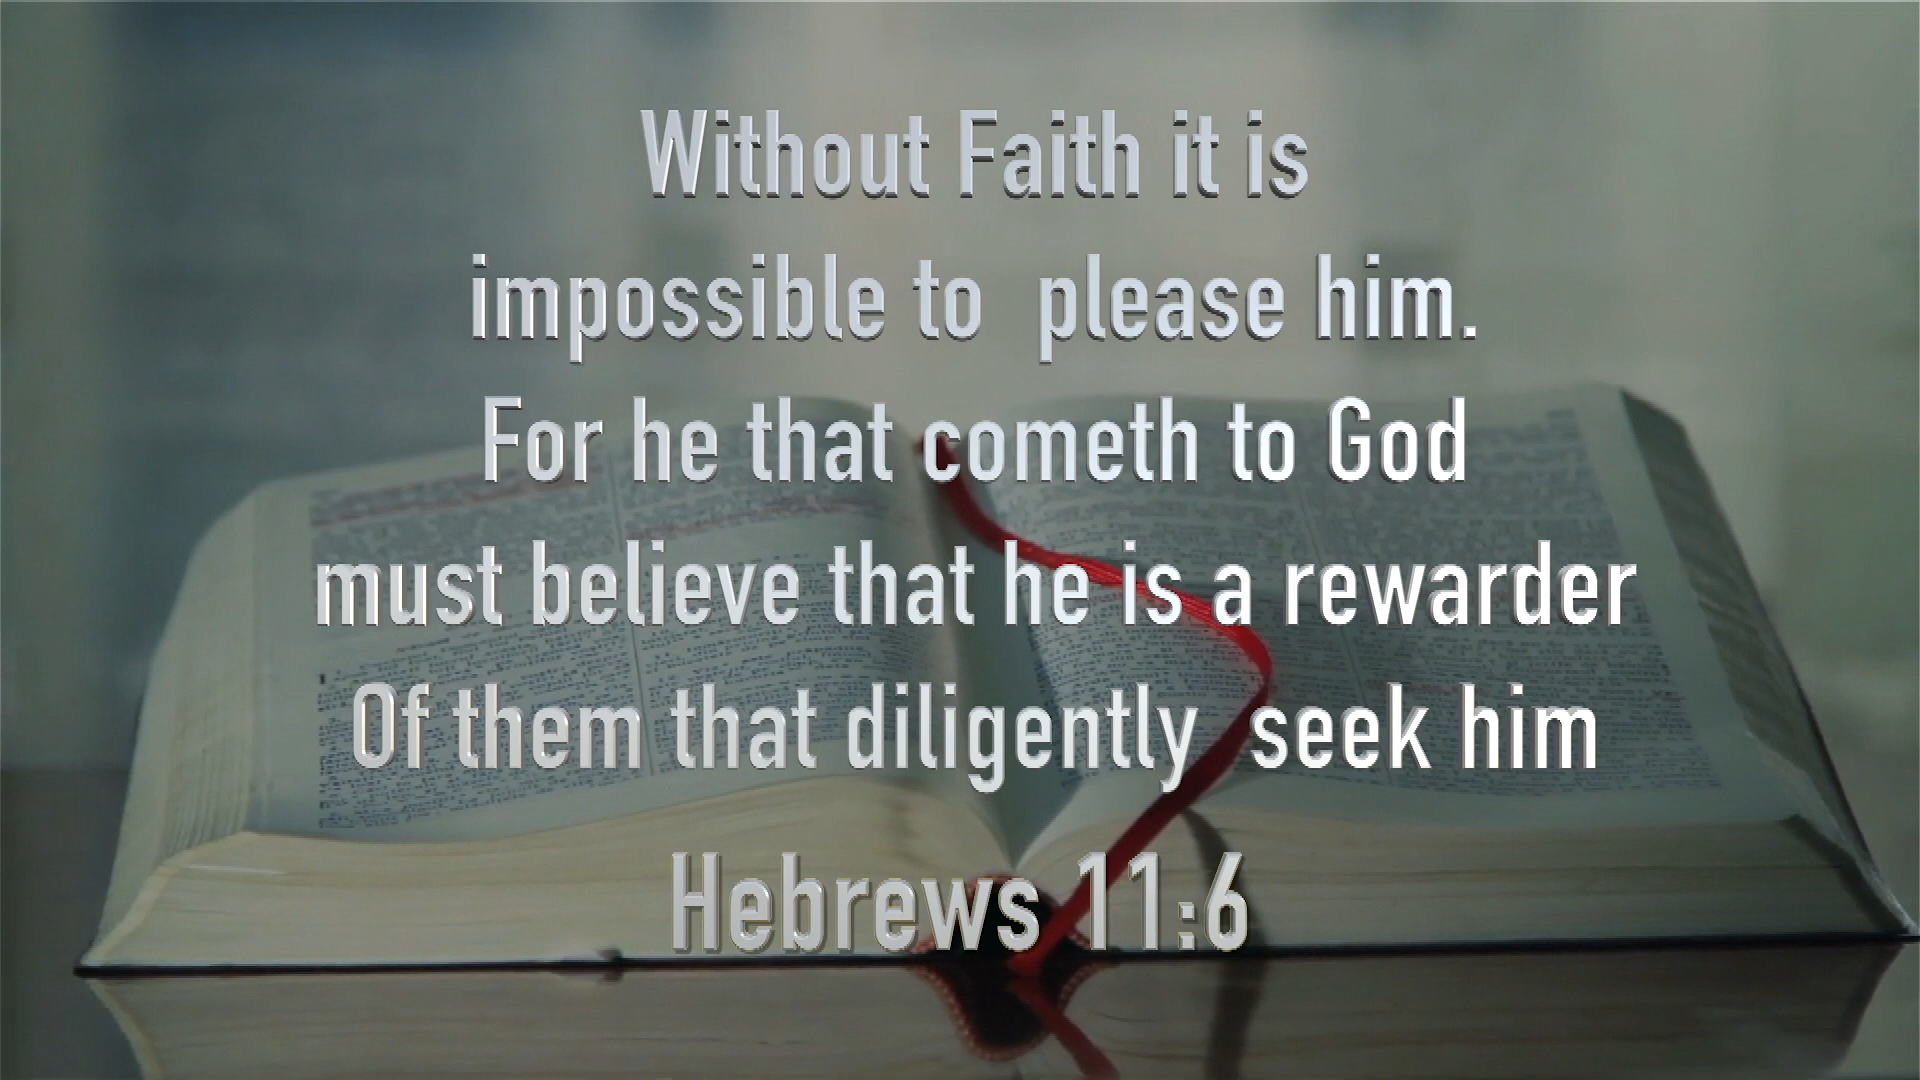 Without Faith it is
impossible to  please him.
For he that cometh to God
must believe that he is a rewarder
Of them that diligently  seek him
Hebrews 11:6